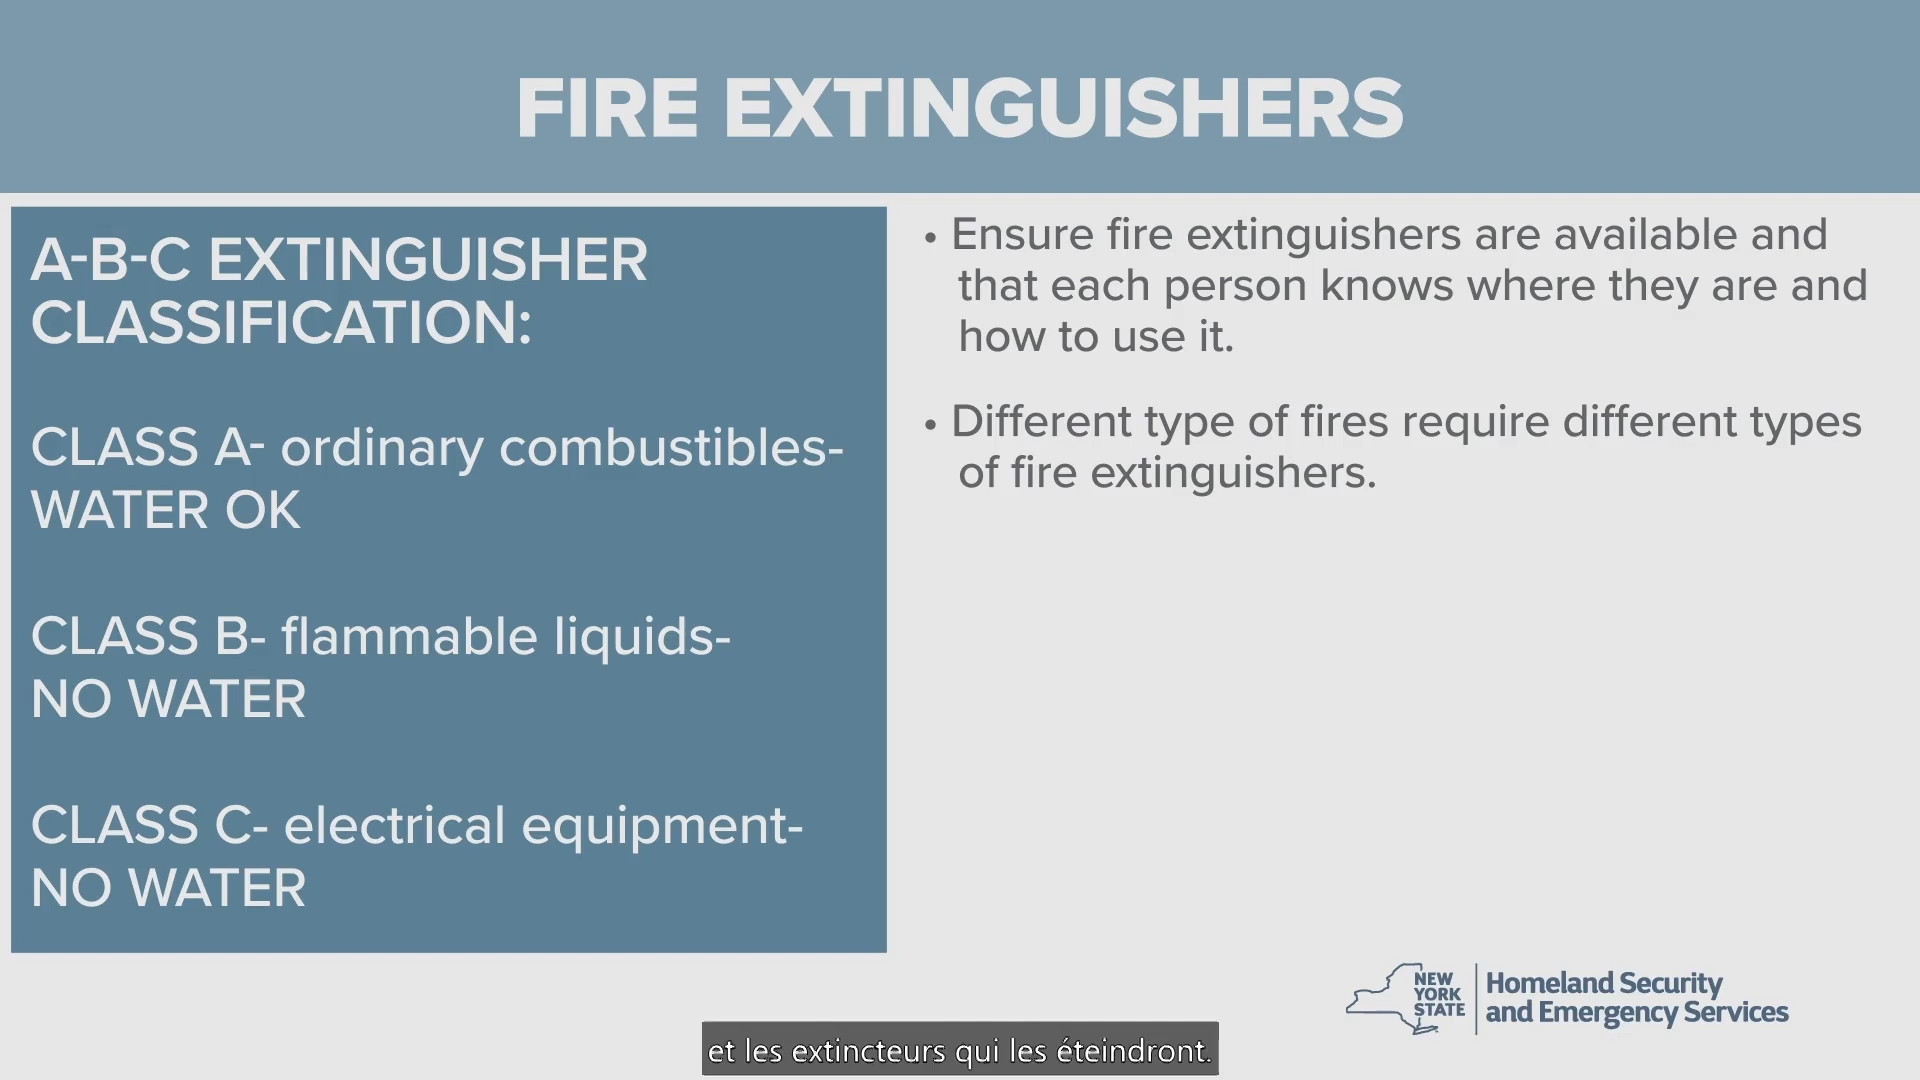 FIRE EXTINGUISHERS
A-B-C EXTINGUISHER
CLASSIFICATION:
CLASS A- ordinary combustibles-
WATER OK
CLASS B- flammable liquids-
NO WATER
CLASS C- electrical equipment-
NO WATER
• Ensure fire extinguishers are available and
that each person knows where they are and
how to use it.
• Different type of fires require different types
of fire extinguishers.
NEW
YORK
STATE
Homeland Security
and Emergency Services
et les extincteurs qui les éteindront.